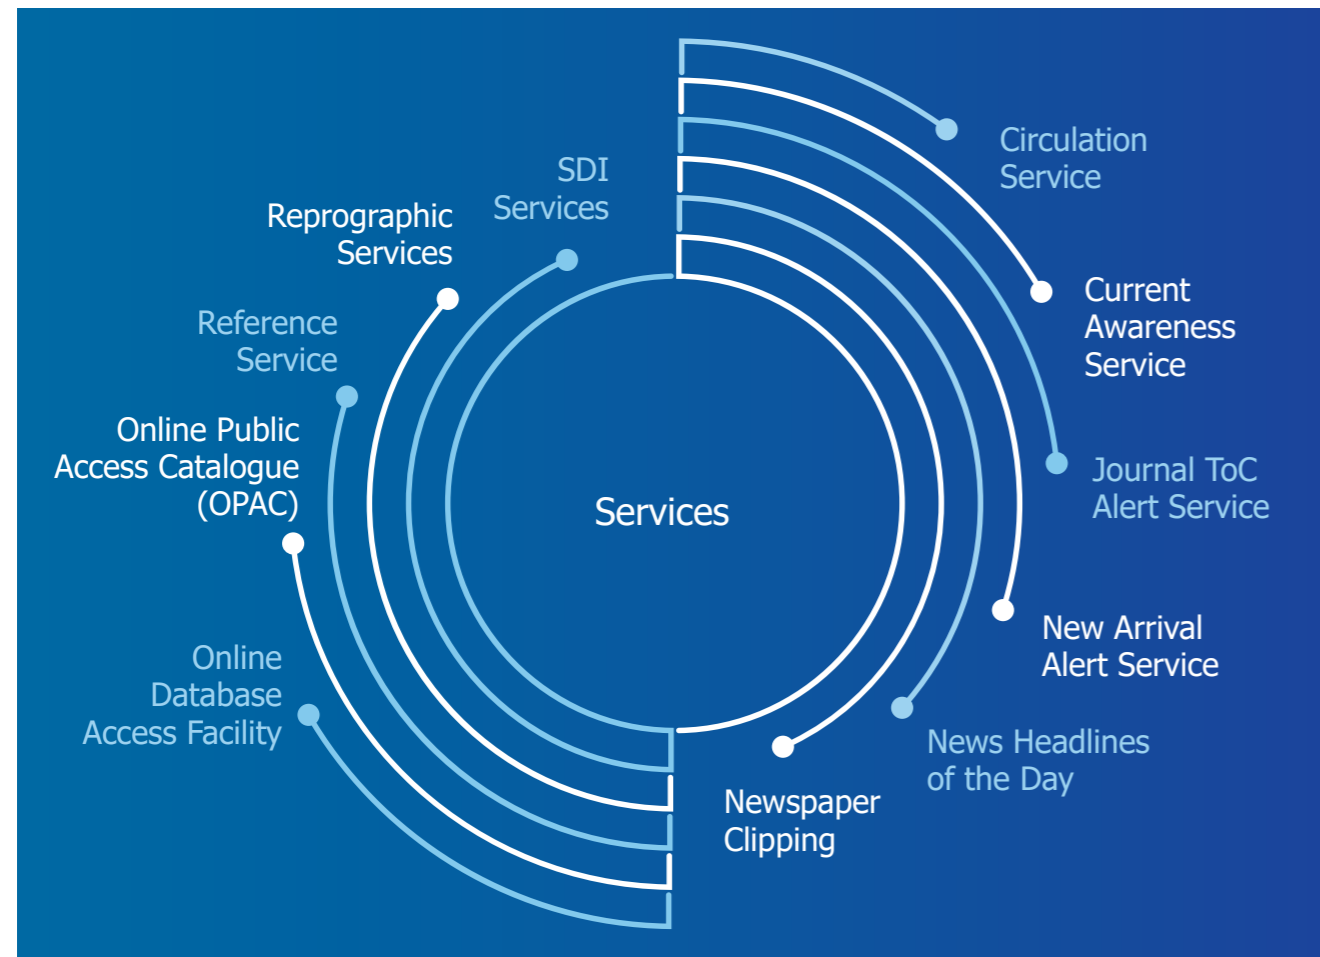 Circulation
Service
Current
Awareness
Service
Journal ToC
Alert Service
New Arrival
Alert Service
News Headlines
of the Day
Newspaper
Clipping
Online
Database
Access Facility
Online Public
Access Catalogue
(OPAC)
Reference
Service
Reprographic
Services
SDI
Services
Services